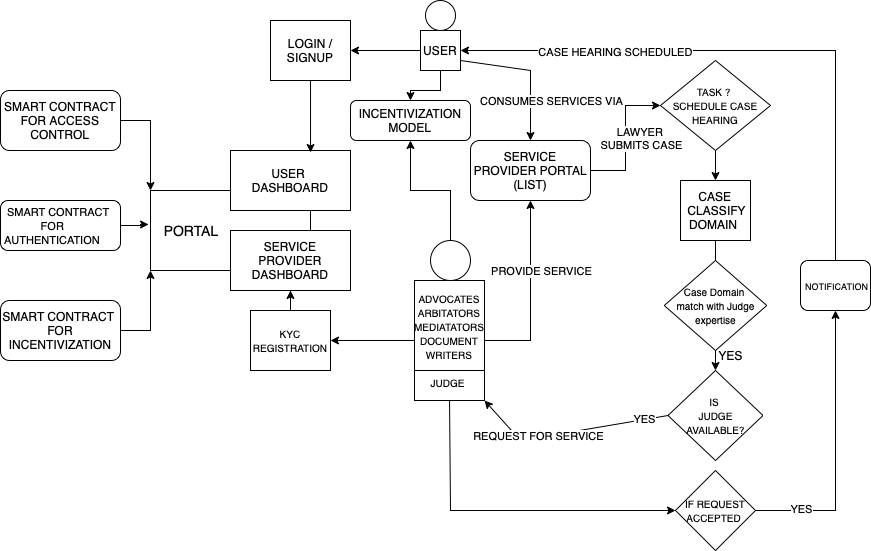 LOGIN /
SIGNUP
USER
CASE HEARING SCHEDULED
SMART CONTRACT
FOR ACCESS
CONTROL
INCENTIVIZATION
MODEL
CONSUMES SERVICES VIA
TASK ?
SCHEDULE CASE
HEARING
LAWYER
SUBMITS CASE
USER
DASHBOARD
SERVICE
PROVIDER PORTAL
(LIST)
CASE
CLASSIFY
DOMAIN
SMART CONTRACT
FOR
AUTHENTICATION
PORTAL
SERVICE
PROVIDER
DASHBOARD
PROVIDE SERVICE
NOTIFICATION
SMART CONTRACT
FOR
INCENTIVIZATION
KYC
REGISTRATION
ADVOCATES
ARBITATORS
MEDIATATORS
DOCUMENT
WRITERS
JUDGE
Case Domain
match with Judge
expertise
YES
IS
JUDGE
AVAILABLE?
YES
REQUEST FOR SERVICE
IF REQUEST
ACCEPTED
YES